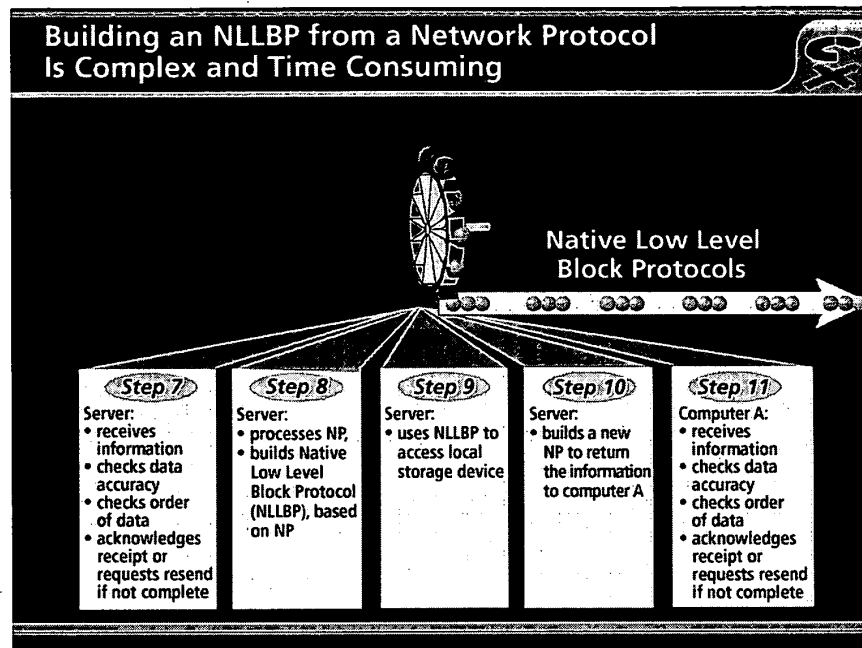 Building an NLLBP from a Network Protocol
Is Complex and Time Consuming
Native Low Level
Block Protocols
Step 7
Server:
• receives
information
• checks data
accuracy
• checks order
of data
• acknowledges
receipt or
requests resend
if not complete
Step 8
Server:
• processes NP,
• builds Native
Low Level
Block Protocol
(NLLBP), based
on NP
Step 9
Server:
• uses NLLBP to
access local
storage device
Step 10
Server:
• builds a new
NP to return
the information
to computer A
Step 11
Computer A:
• receives
information
• checks data
accuracy
• checks order
of data
• acknowledges
receipt or
requests resend
if not complete